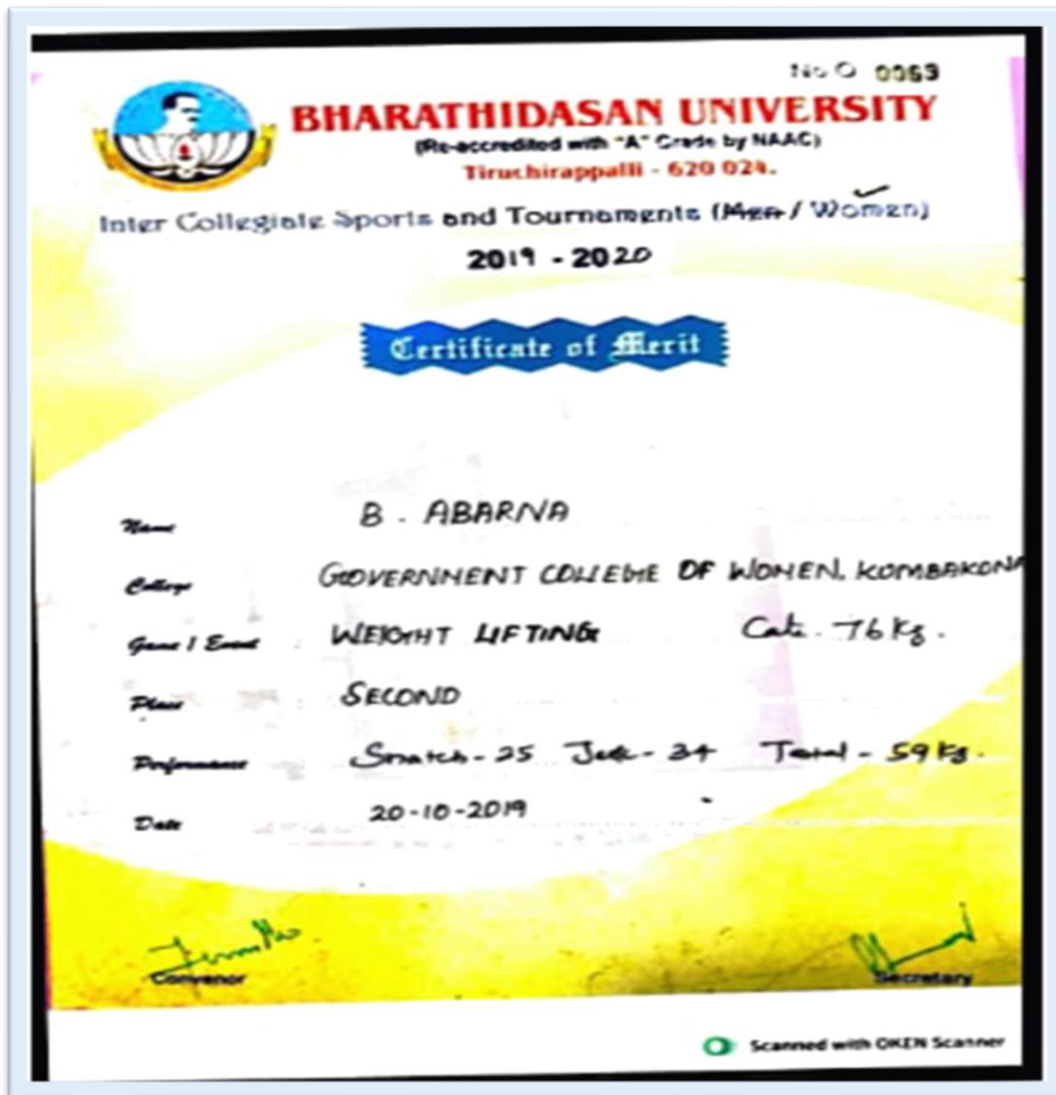 No O 0063
BHARATHIDASAN UNIVERSITY
(Re-accredited with "A" Grade by NAAC)
Tiruchirappalli - 620 024.
Inter Collegiate Sports and Tournaments (Men / Women)
2019 - 2020
Certificate of Merit
Name B. ABARNA
College GOVERNMENT COLLEGE OF WOMEN, KOMBAKONA
Game / Event WEIGHT LIFTING Cate. 76 kg.
Place SECOND
Performance Snatch - 25 Jerk - 34 Total - 59 kg.
Date 20-10-2019
Convenor Secretary
Scanned with OKEN Scanner